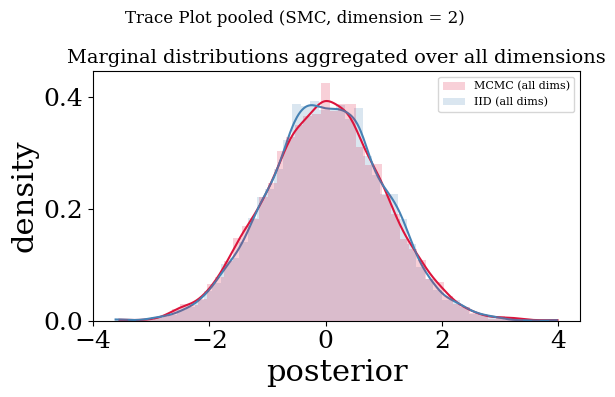 Trace Plot pooled (SMC, dimension = 2)
Marginal distributions aggregated over all dimensions
MCMC (all dims)
IID (all dims)
density
0.4
0.2
0.0
−4
−2
0
2
4
posterior